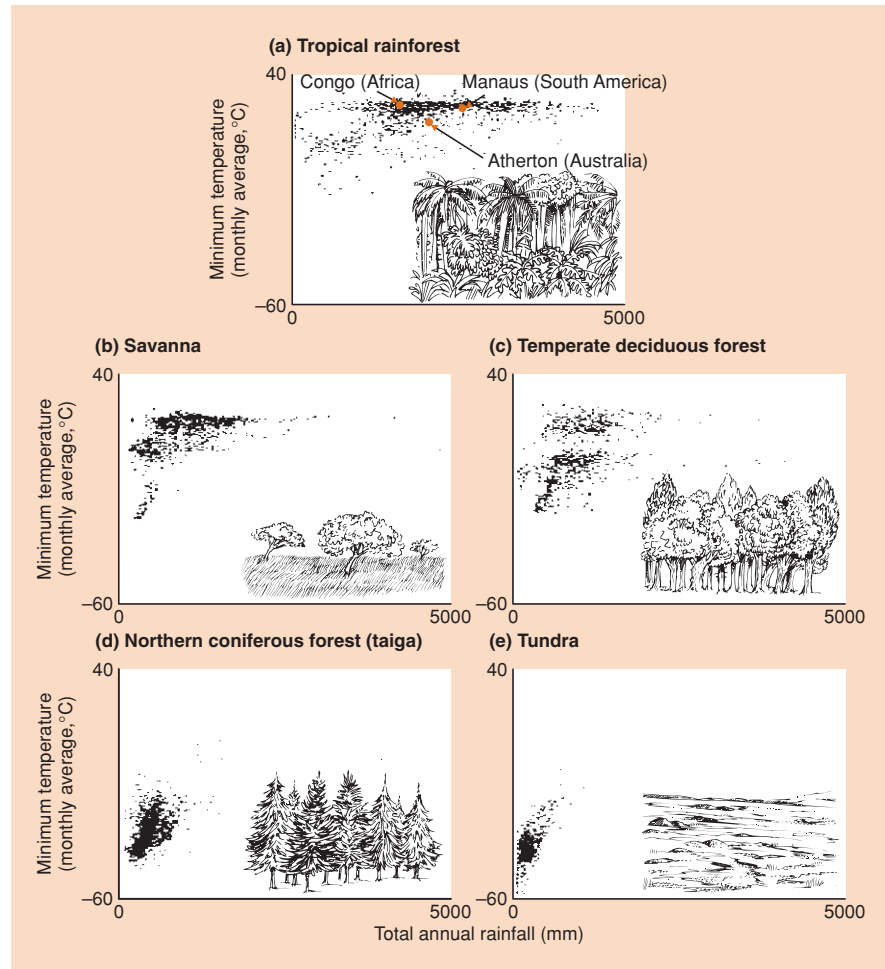 (a) Tropical rainforest
40
Congo (Africa)
Manaus (South America)
Atherton (Australia)
Minimum temperature
(monthly average,°C)
–60
0
5000
(b) Savanna
40
Minimum temperature
(monthly average,°C)
–60
0
5000
(c) Temperate deciduous forest
40
–60
0
5000
(d) Northern coniferous forest (taiga)
40
Minimum temperature
(monthly average,°C)
–60
0
5000
(e) Tundra
40
–60
0
5000
Total annual rainfall (mm)